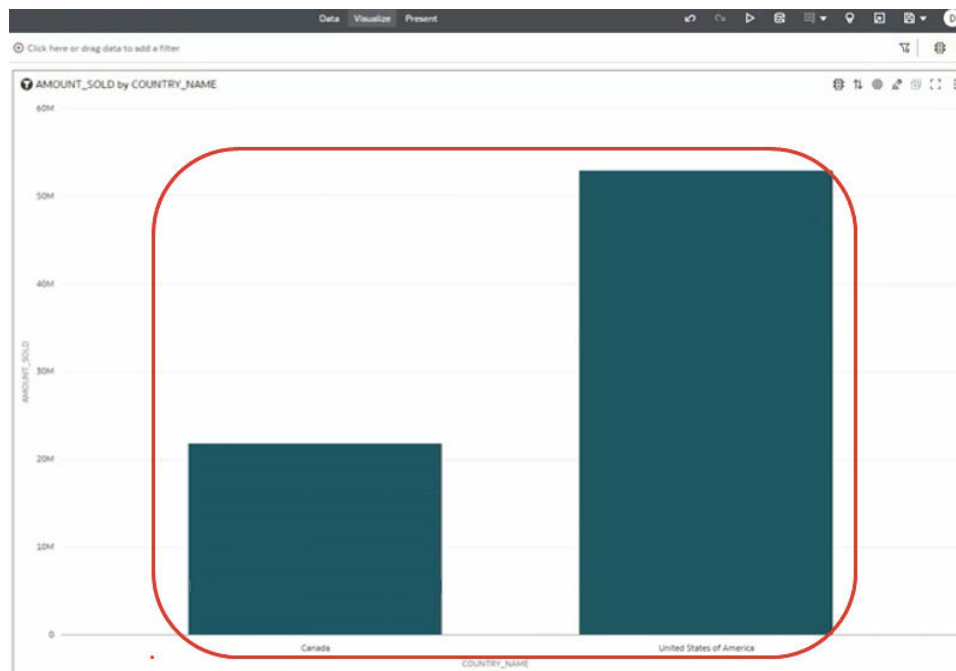 Data Visualize Present
Click here or drag data to add a filter
AMOUNT_SOLD by COUNTRY_NAME
60M
50M
40M
30M
20M
10M
0
AMOUNT_SOLD
Canada United States of America
COUNTRY_NAME